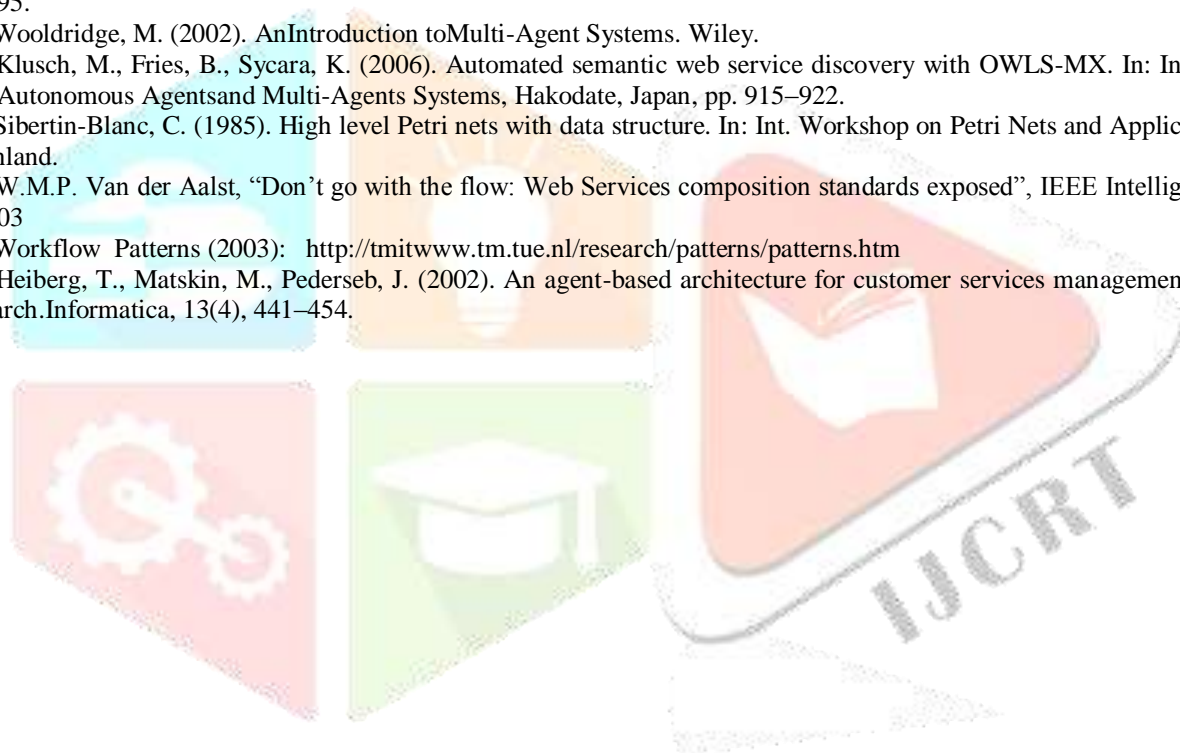 95.
Wooldridge, M. (2002). AnIntroduction toMulti-Agent Systems. Wiley.
Klusch, M., Fries, B., Sycara, K. (2006). Automated semantic web service discovery with OWLS-MX. In: In
Autonomous Agentsand Multi-Agents Systems, Hakodate, Japan, pp. 915–922.
Sibertin-Blanc, C. (1985). High level Petri nets with data structure. In: Int. Workshop on Petri Nets and Applic
nland.
W.M.P. Van der Aalst, “Don’t go with the flow: Web Services composition standards exposed”, IEEE Intellig
03
Workflow Patterns (2003): http://tmitwww.tm.tue.nl/research/patterns/patterns.htm
Heiberg, T., Matskin, M., Pederseb, J. (2002). An agent-based architecture for customer services managemen
arch.Informatica, 13(4), 441–454.
IJCRT